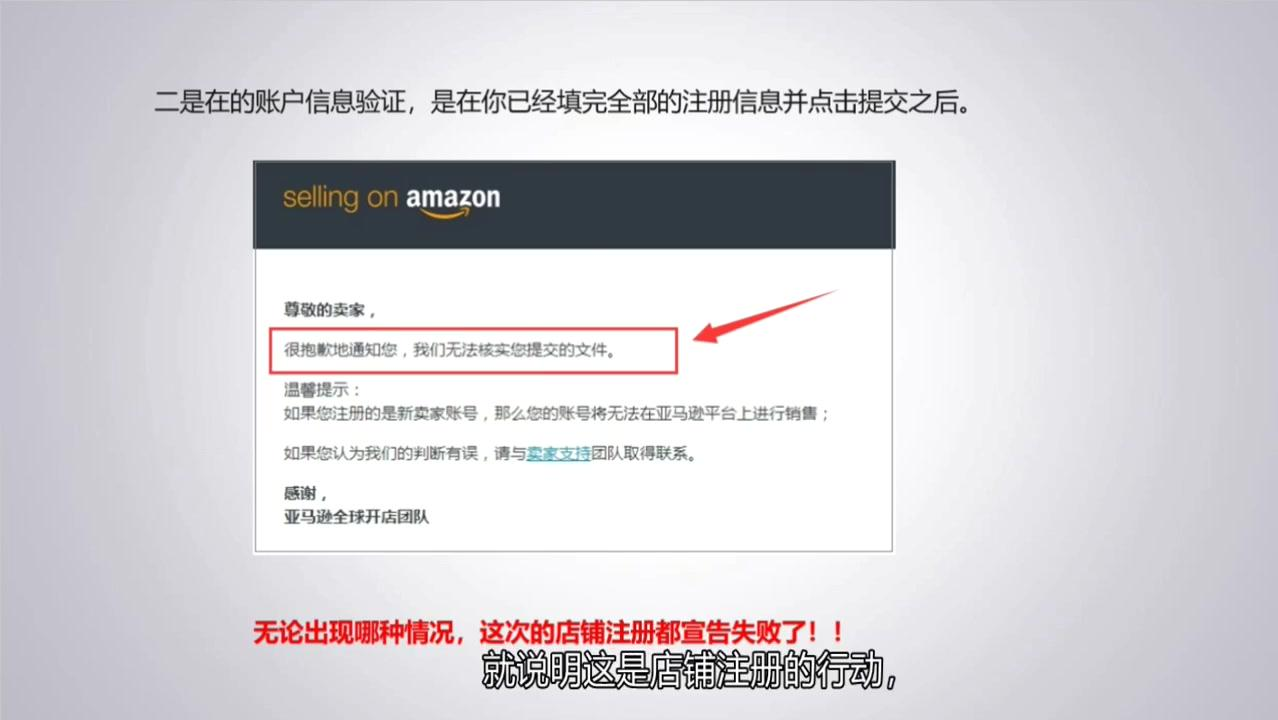 二是在的账户信息验证，是在你已经填完全部的注册信息并点击提交之后。
selling on amazon
尊敬的卖家，
很抱歉地通知您，我们无法核实您提交的文件。
温馨提示：
如果您注册的是新卖家账号，那么您的账号将无法在亚马逊平台上进行销售；
如果您认为我们的判断有误，请与卖家支持团队取得联系。
感谢，
亚马逊全球开店团队
无论出现哪种情况，这次的店铺注册都宣告失败了！！
就说明这是店铺注册的行动，